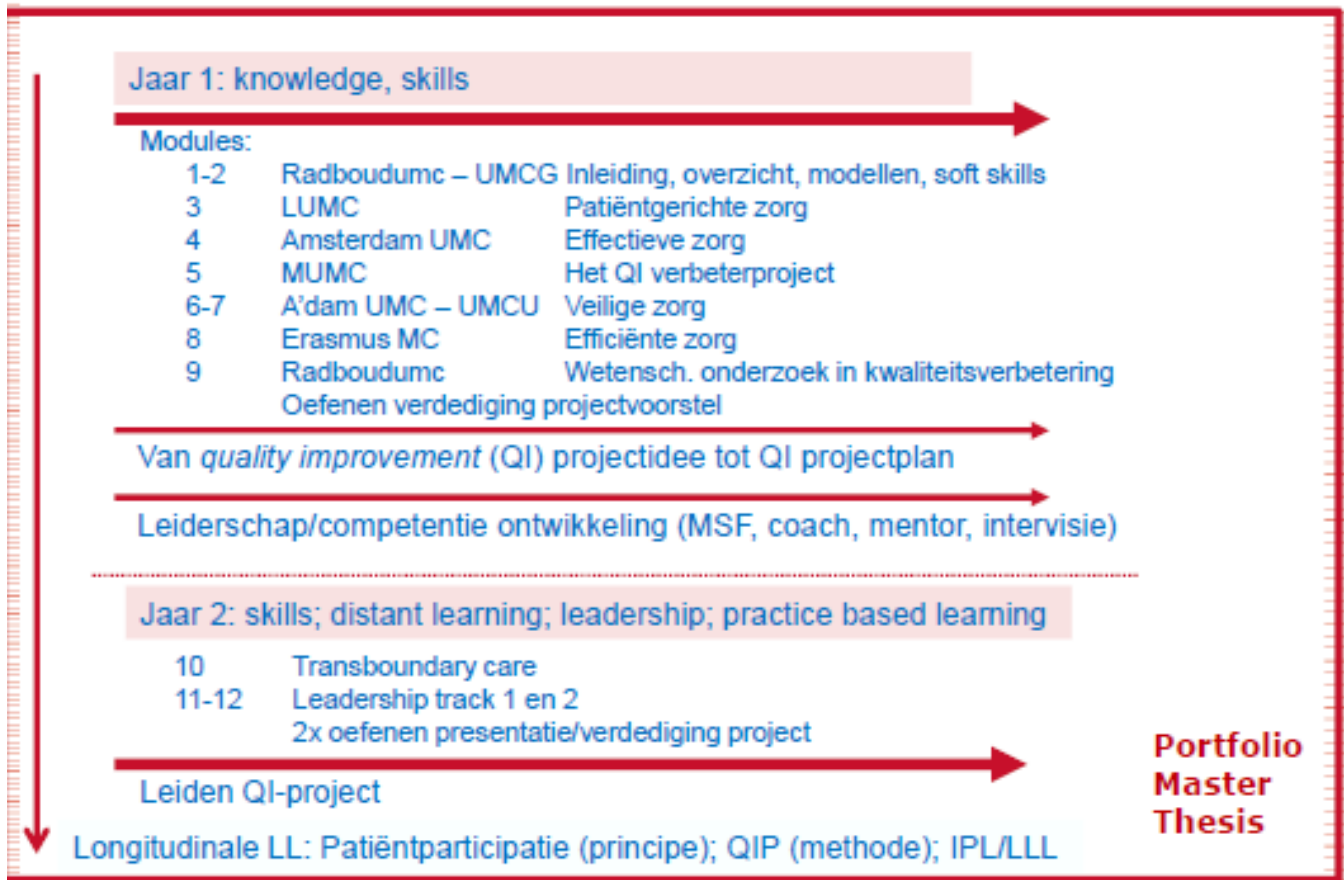 Jaar 1: knowledge, skills
Modules:
1-2 Radboudumc – UMCG Inleiding, overzicht, modellen, soft skills
3 LUMC Patiëntgerichte zorg
4 Amsterdam UMC Effectieve zorg
5 MUMC Het QI verbeterproject
6-7 A'dam UMC – UMCU Veilige zorg
8 Erasmus MC Efficiënte zorg
9 Radboudumc Wetensch. onderzoek in kwaliteitsverbetering
Oefenen verdediging projectvoorstel
Van quality improvement (QI) projectidee tot QI projectplan
Leiderschap/competentie ontwikkeling (MSF, coach, mentor, intervisie)
Jaar 2: skills; distant learning; leadership; practice based learning
10 Transboundary care
11-12 Leadership track 1 en 2
2x oefenen presentatie/verdediging project
Leiden QI-project
Portfolio
Master
Thesis
Longitudinale LL: Patiëntparticipatie (principe); QIP (methode); IPL/LLL